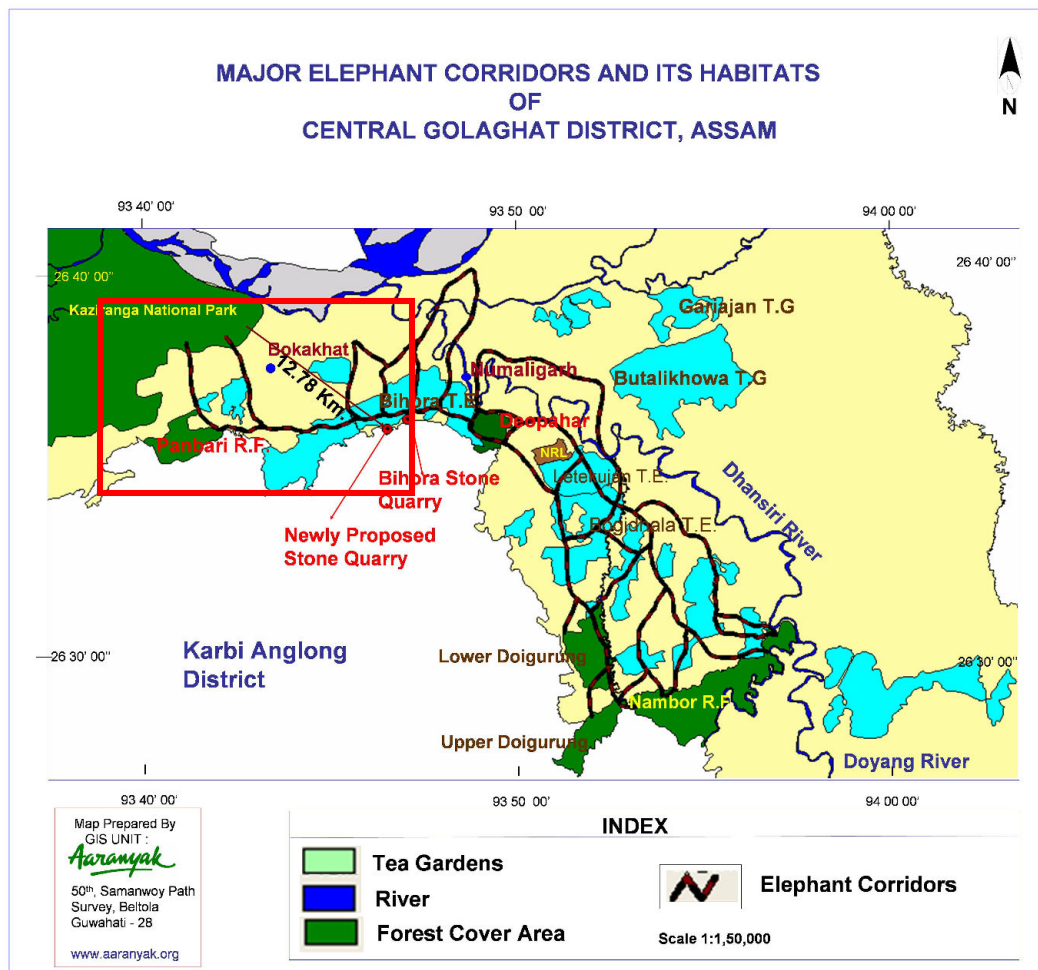 MAJOR ELEPHANT CORRIDORS AND ITS HABITATS
OF
CENTRAL GOLAGHAT DISTRICT, ASSAM
N
93 40' 00'
93 50' 00'
94 00' 00'
26 40' 00"
26 40' 00"
Kaziranga National Park
Garjajan T.G
Bokakhat
12.78 Km.
Numaligarh
Butalikhowa T.G
Bihora T.E.
Deopahar
Panbari R.F.
NRL
Bihora Stone
Quarry
Letekujan T.E.
Dhansiri River
Newly Proposed
Stone Quarry
Bogidhala T.E.
Karbi Anglong
District
26 30' 00"
Lower Doigurung
26 30' 00"
Nambor R.F
Upper Doigurung
Doyang River
93 40' 00'
93 50' 00'
94 00 00'
Map Prepared By
GIS UNIT :
Aaranyak
50th, Samanwoy Path
Survey, Beltola
Guwahati - 28
www.aaranyak.org
INDEX
Tea Gardens
River
Forest Cover Area
Elephant Corridors
Scale 1:1,50,000